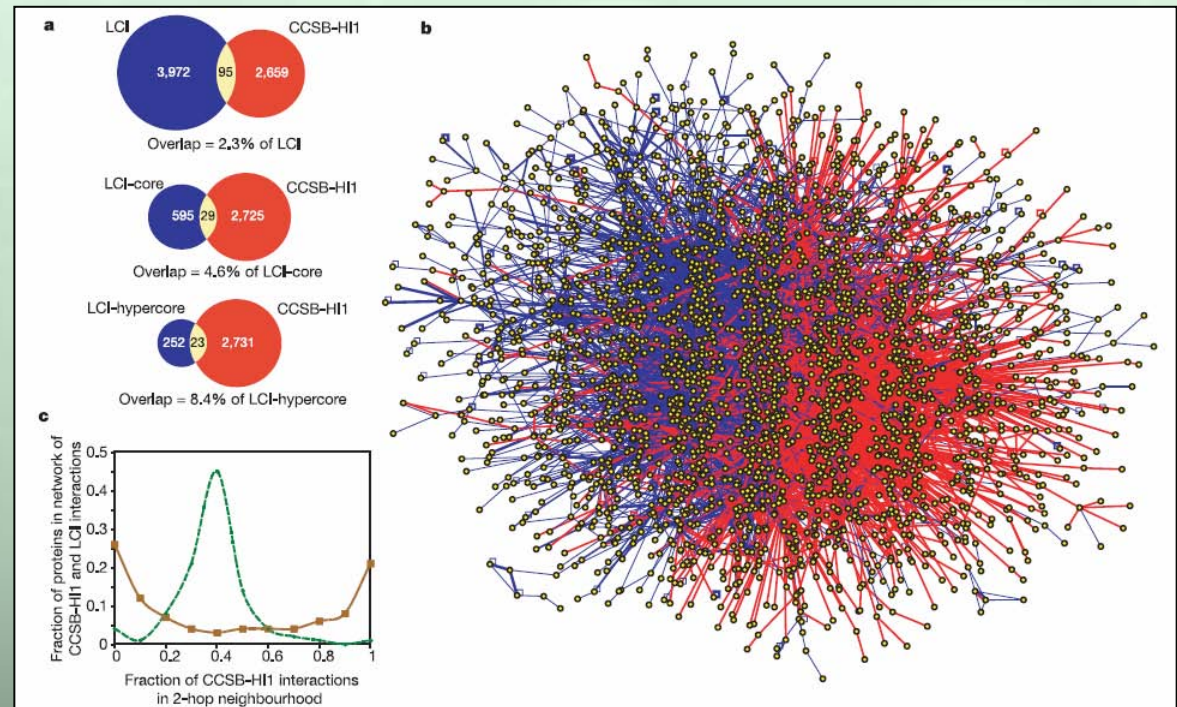 a
LCI
CCSB-HI1
3,972
95
2,659
Overlap = 2.3% of LCI
LCI-core
CCSB-HI1
595
29
2,725
Overlap = 4.6% of LCI-core
LCI-hypercore
CCSB-HI1
252
23
2,731
Overlap = 8.4% of LCI-hypercore
b
c
Fraction of proteins in network of
CCSB-HI1 and LCI interactions
0.5
0.4
0.3
0.2
0.1
0
0
0.2
0.4
0.6
0.8
1
Fraction of CCSB-HI1 interactions
in 2-hop neighbourhood